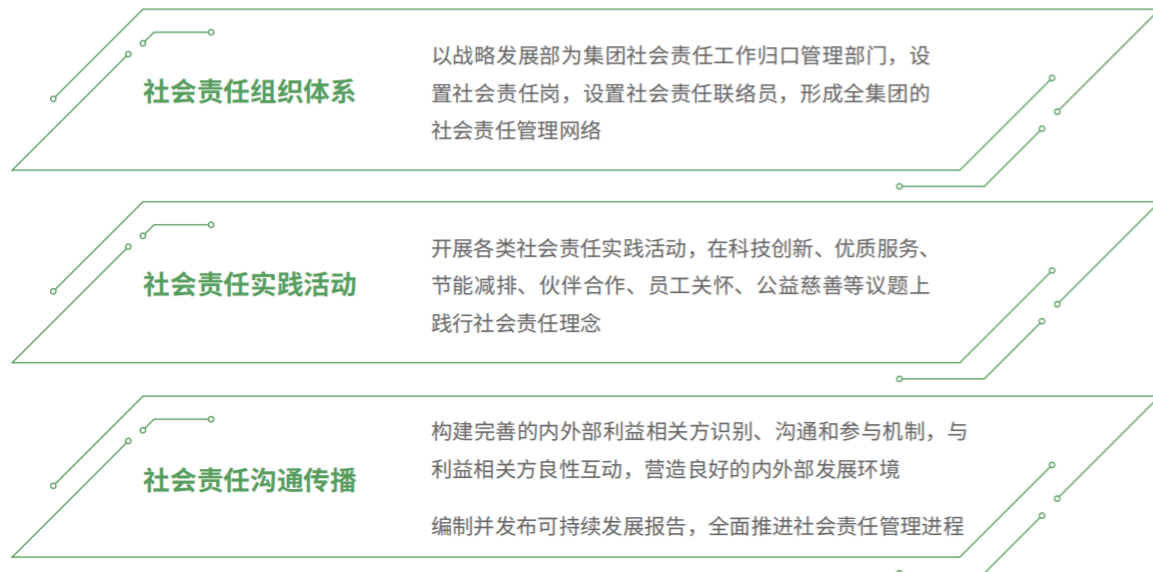 社会责任组织体系
以战略发展部为集团社会责任工作归口管理部门，设
置社会责任岗，设置社会责任联络员，形成全集团的
社会责任管理网络
社会责任实践活动
开展各类社会责任实践活动，在科技创新、优质服务、
节能减排、伙伴合作、员工关怀、公益慈善等议题上
践行社会责任理念
社会责任沟通传播
构建完善的内外部利益相关方识别、沟通和参与机制，与
利益相关方良性互动，营造良好的内外部发展环境
编制并发布可持续发展报告，全面推进社会责任管理进程